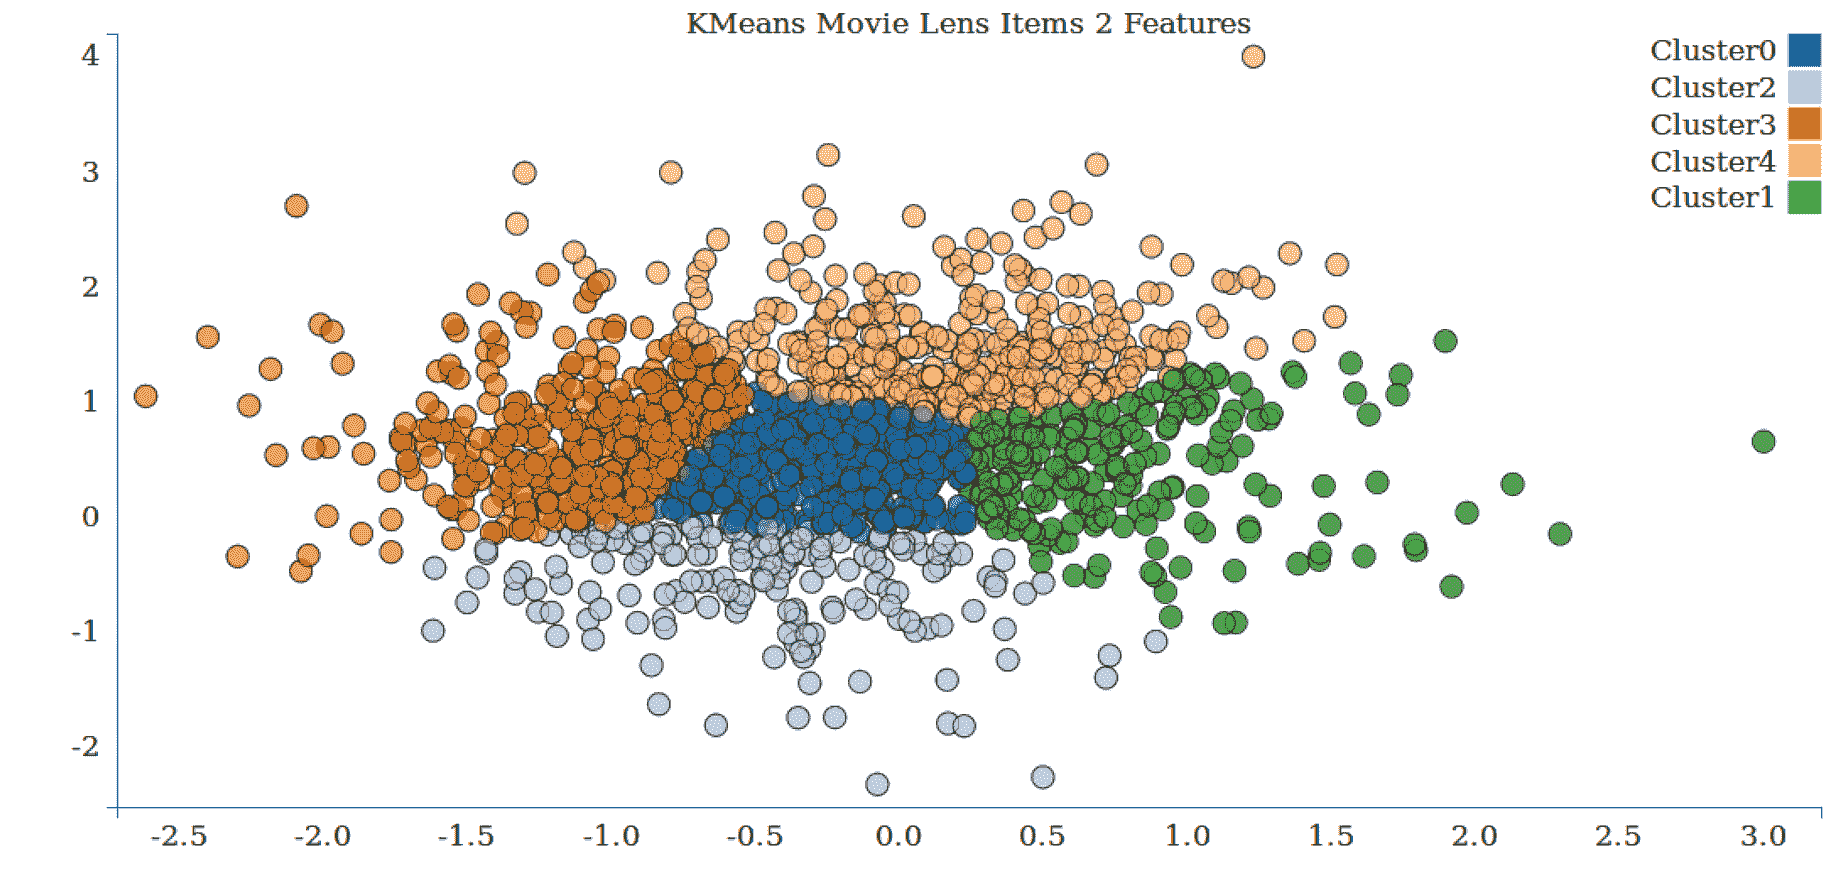 KMeans Movie Lens Items 2 Features
Cluster0
Cluster2
Cluster3
Cluster4
Cluster1
4
3
2
1
0
-1
-2
-2.5 -2.0 -1.5 -1.0 -0.5 0.0 0.5 1.0 1.5 2.0 2.5 3.0